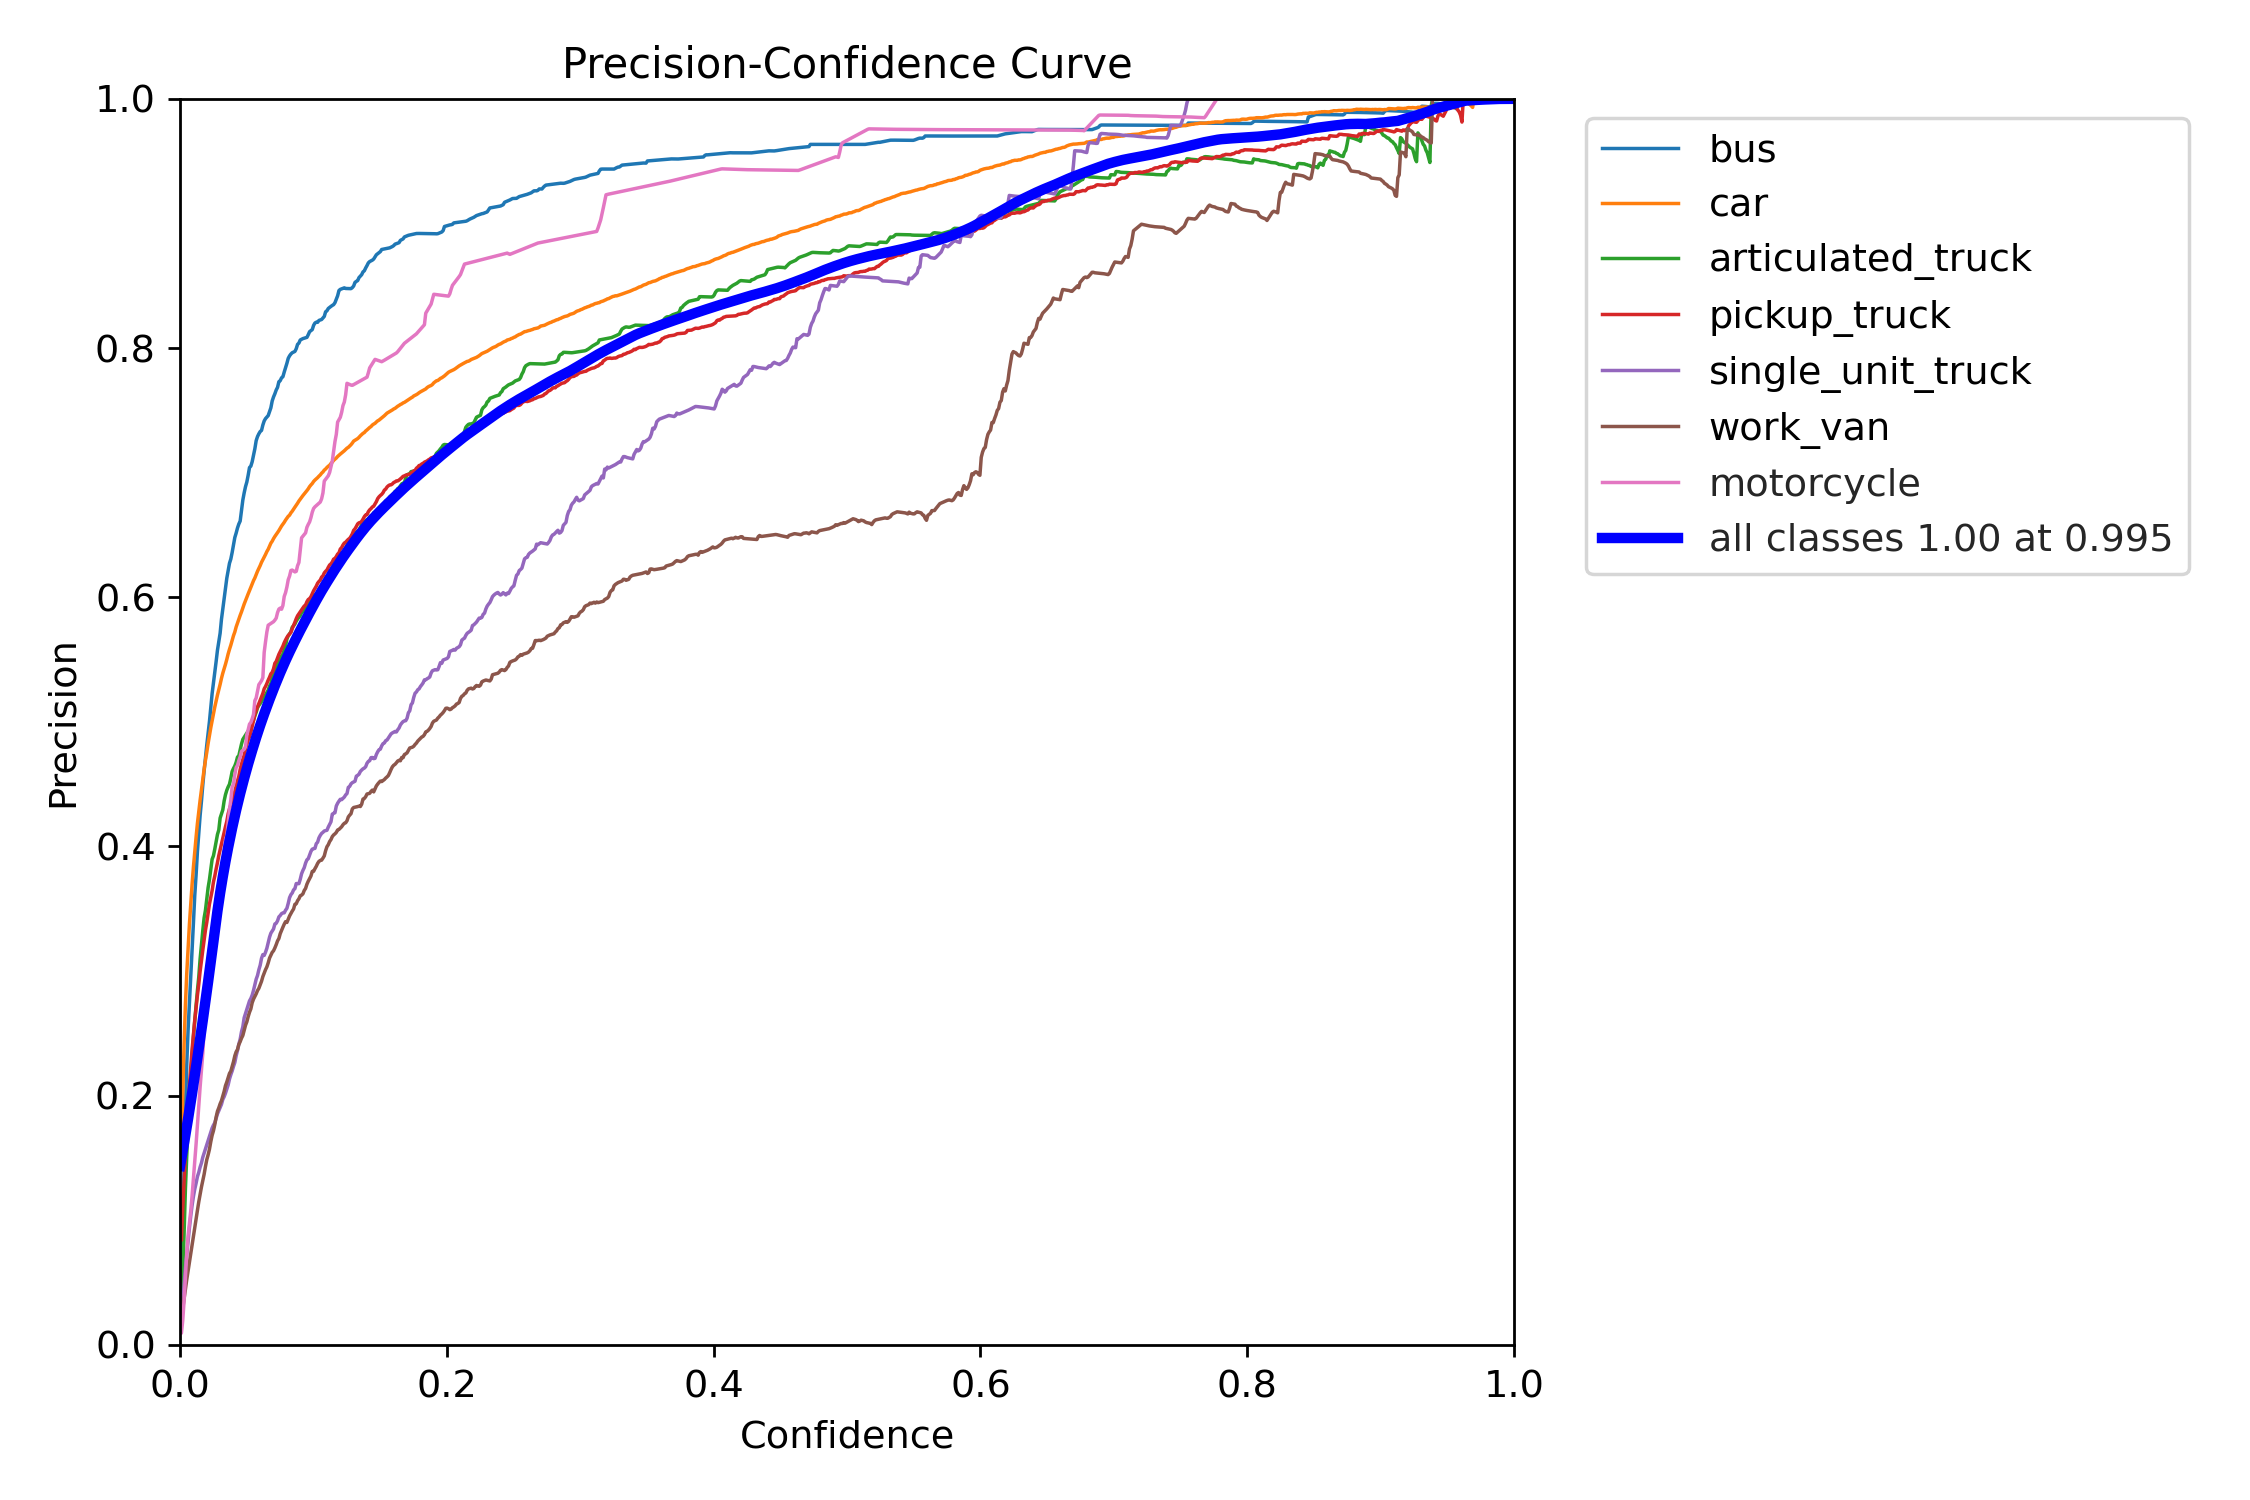 Precision-Confidence Curve
1.0
0.8
0.6
0.4
0.2
0.0
Precision
0.0 0.2 0.4 0.6 0.8 1.0
Confidence
bus
car
articulated_truck
pickup_truck
single_unit_truck
work_van
motorcycle
all classes 1.00 at 0.995